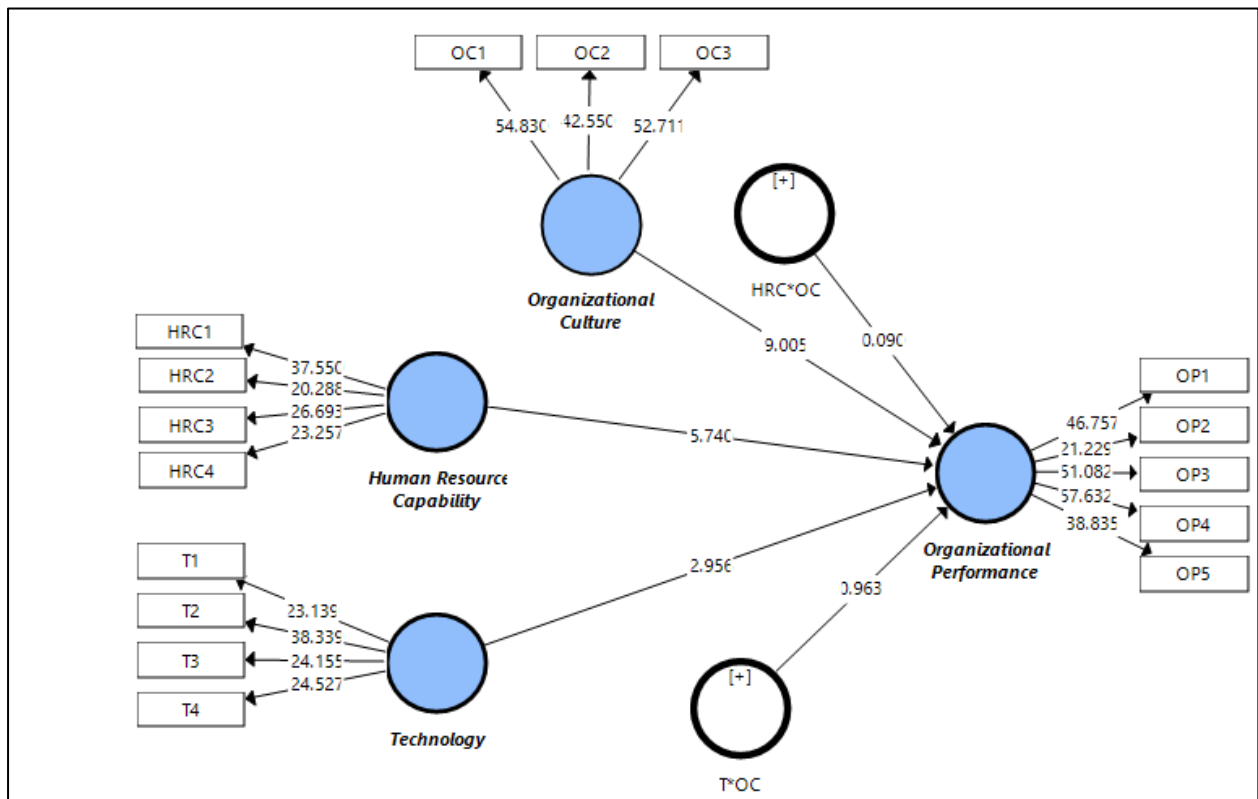 OC1
OC2
OC3
54.830
42.550
52.711
[+]
HRC*OC
Organizational
Culture
9.005
0.090
HRC1
HRC2
HRC3
HRC4
37.550
20.288
26.693
23.257
Human Resource
Capability
5.740
OP1
OP2
OP3
OP4
OP5
46.757
21.229
51.082
57.632
38.835
Organizational
Performance
T1
T2
T3
T4
23.139
38.339
24.155
24.527
Technology
2.956
0.963
[+]
T*OC